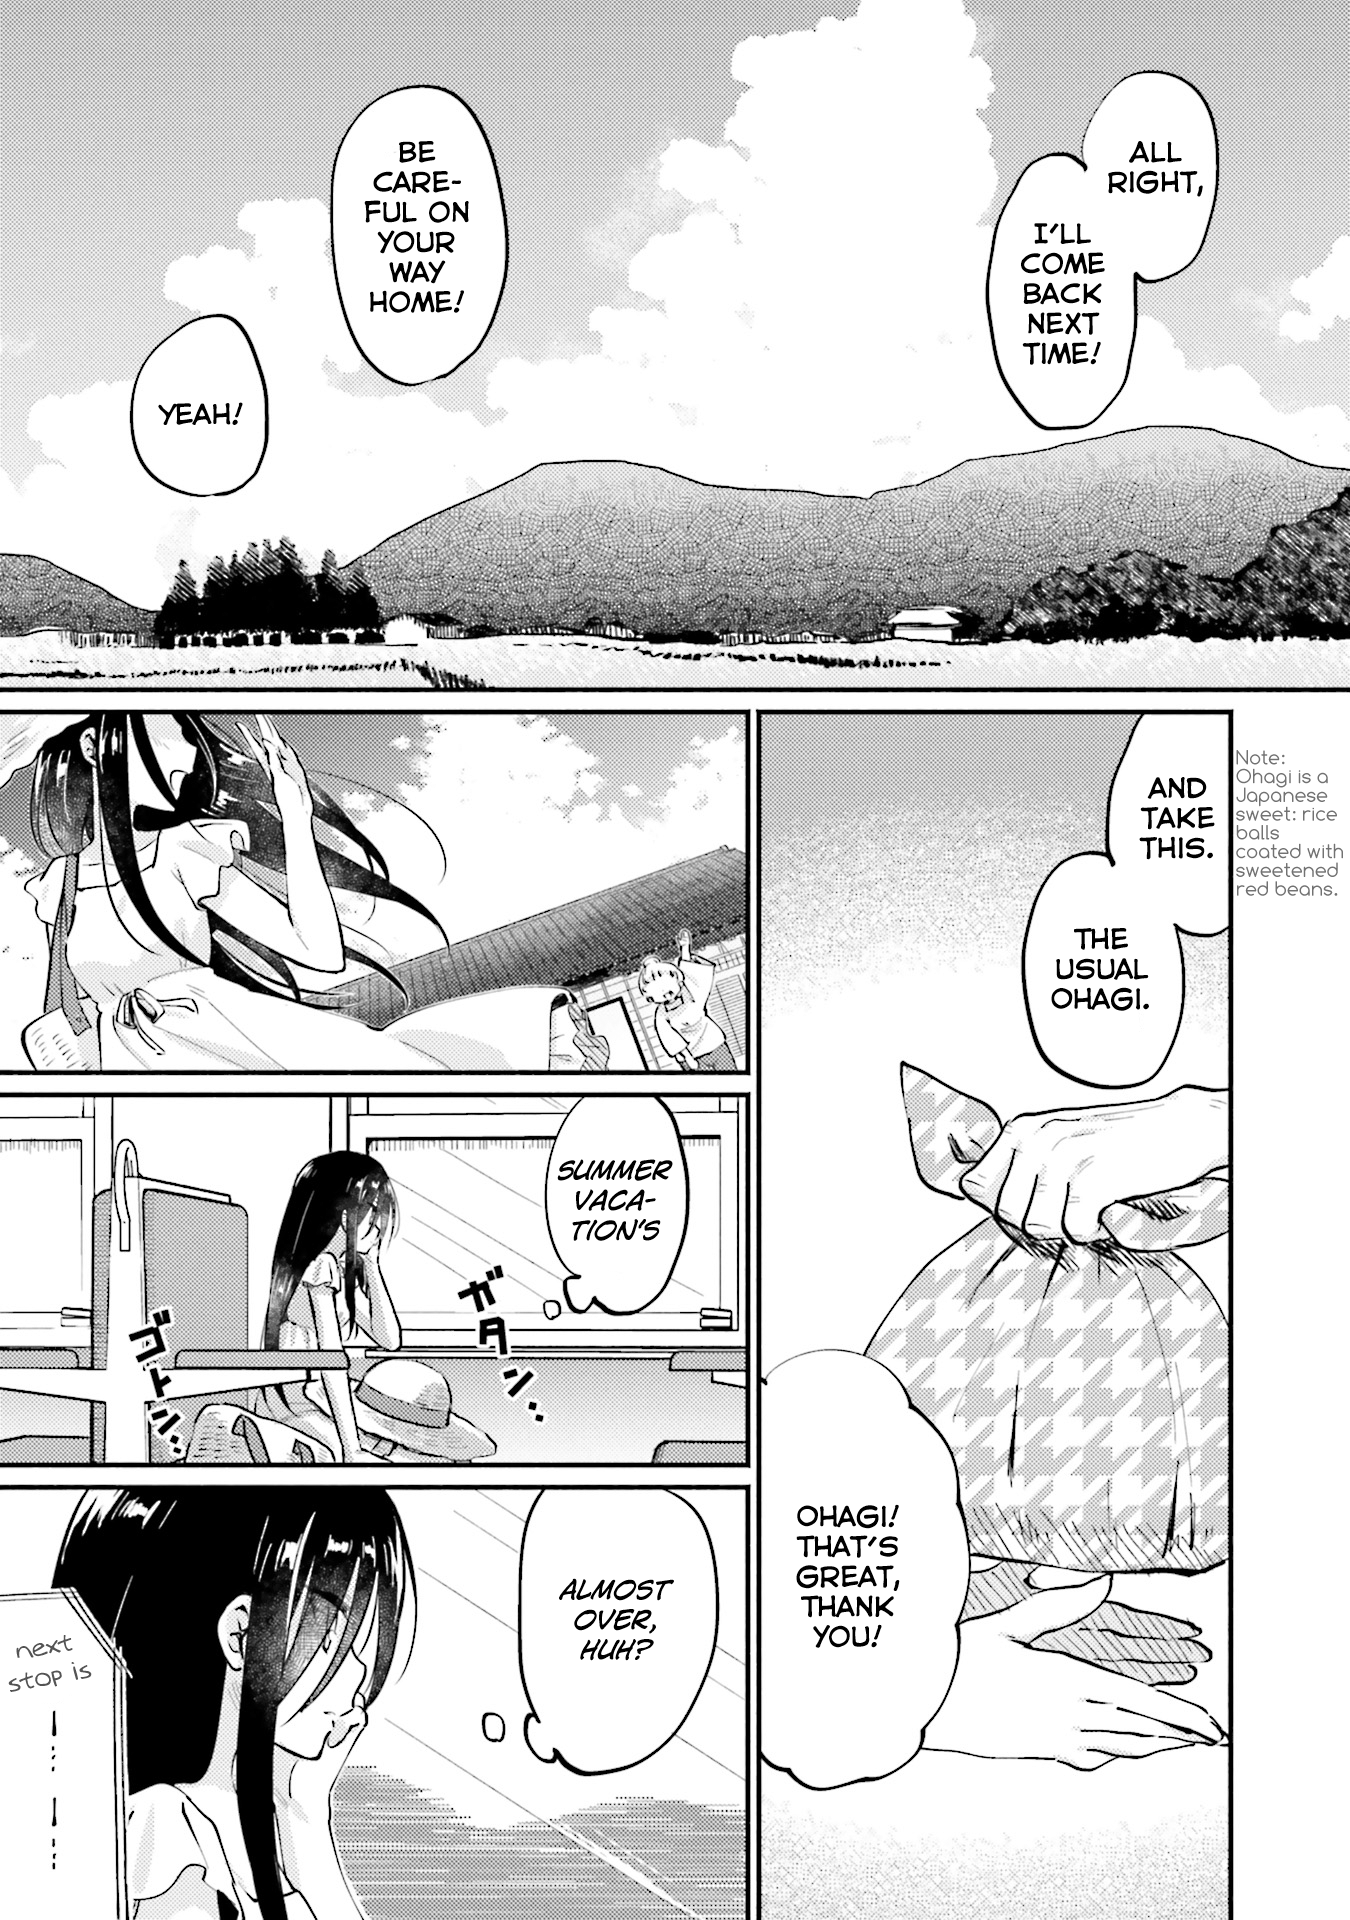 ALL
RIGHT,
I'LL
COME
BACK
NEXT
TIME!
BE
CARE-
FUL ON
YOUR
WAY
HOME!
YEAH!
AND
TAKE
THIS.
THE
USUAL
OHAGI.
Note:
Ohagi is a
Japanese
sweet: rice
balls
coated with
sweetened
red beans.
OHAGI!
THAT'S
GREAT,
THANK
YOU!
SUMMER
VACA-
TION'S
ガタン..
ゴトン..
ALMOST
OVER,
HUH?
next
stop is